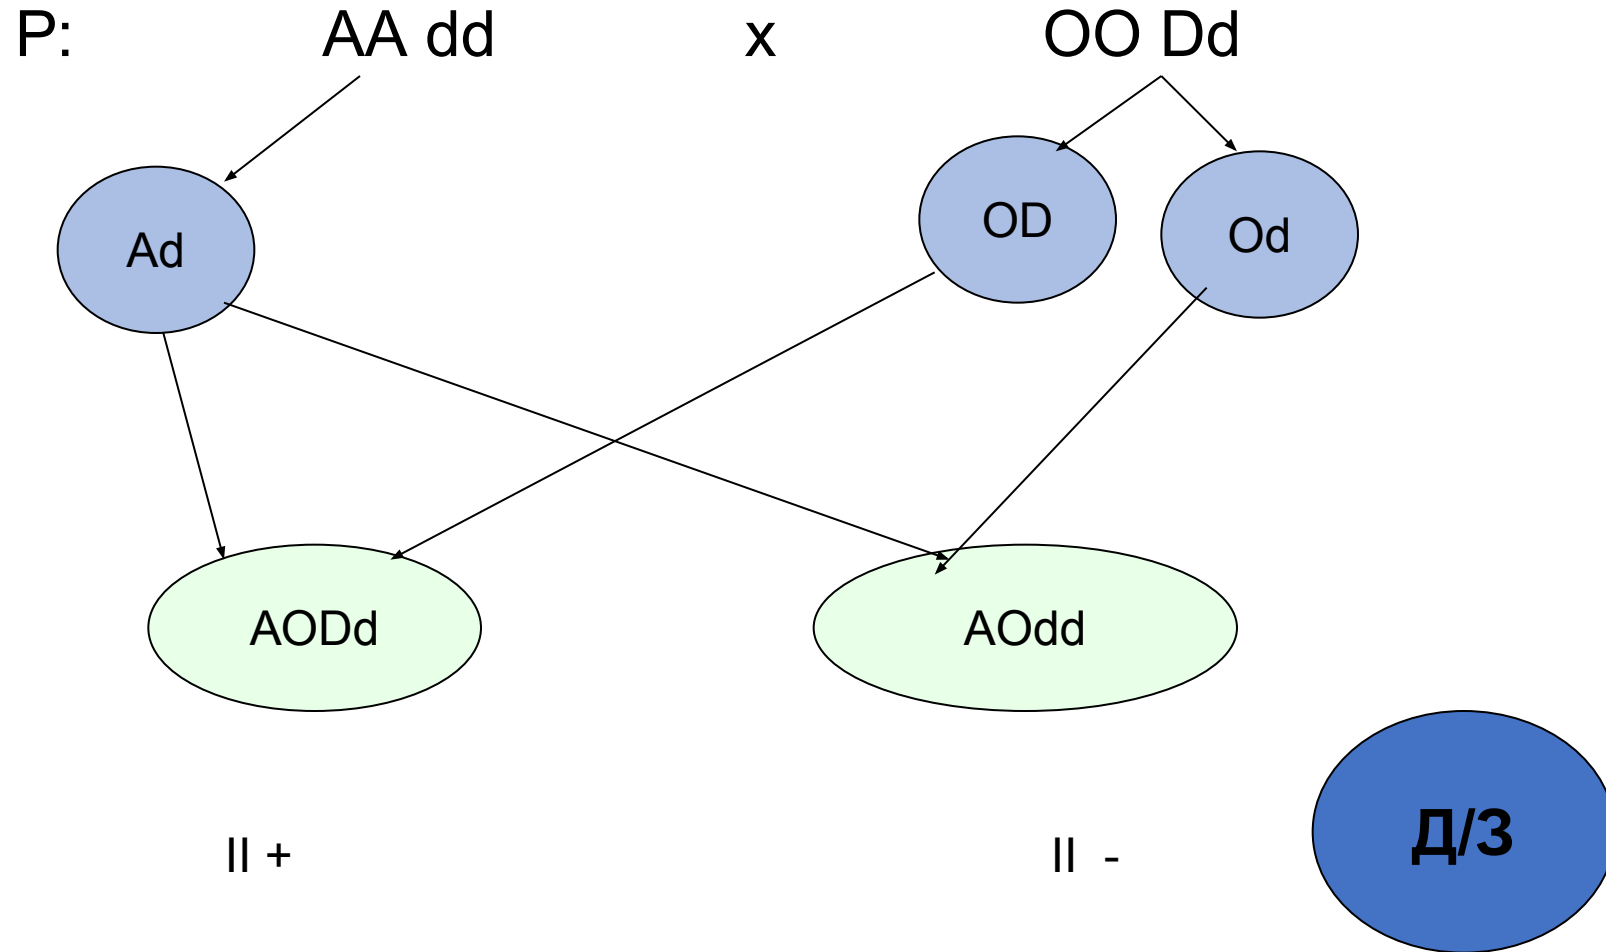 P: AA dd x OO Dd
Ad OD Od
AODd AOdd
II + II -
Д/З